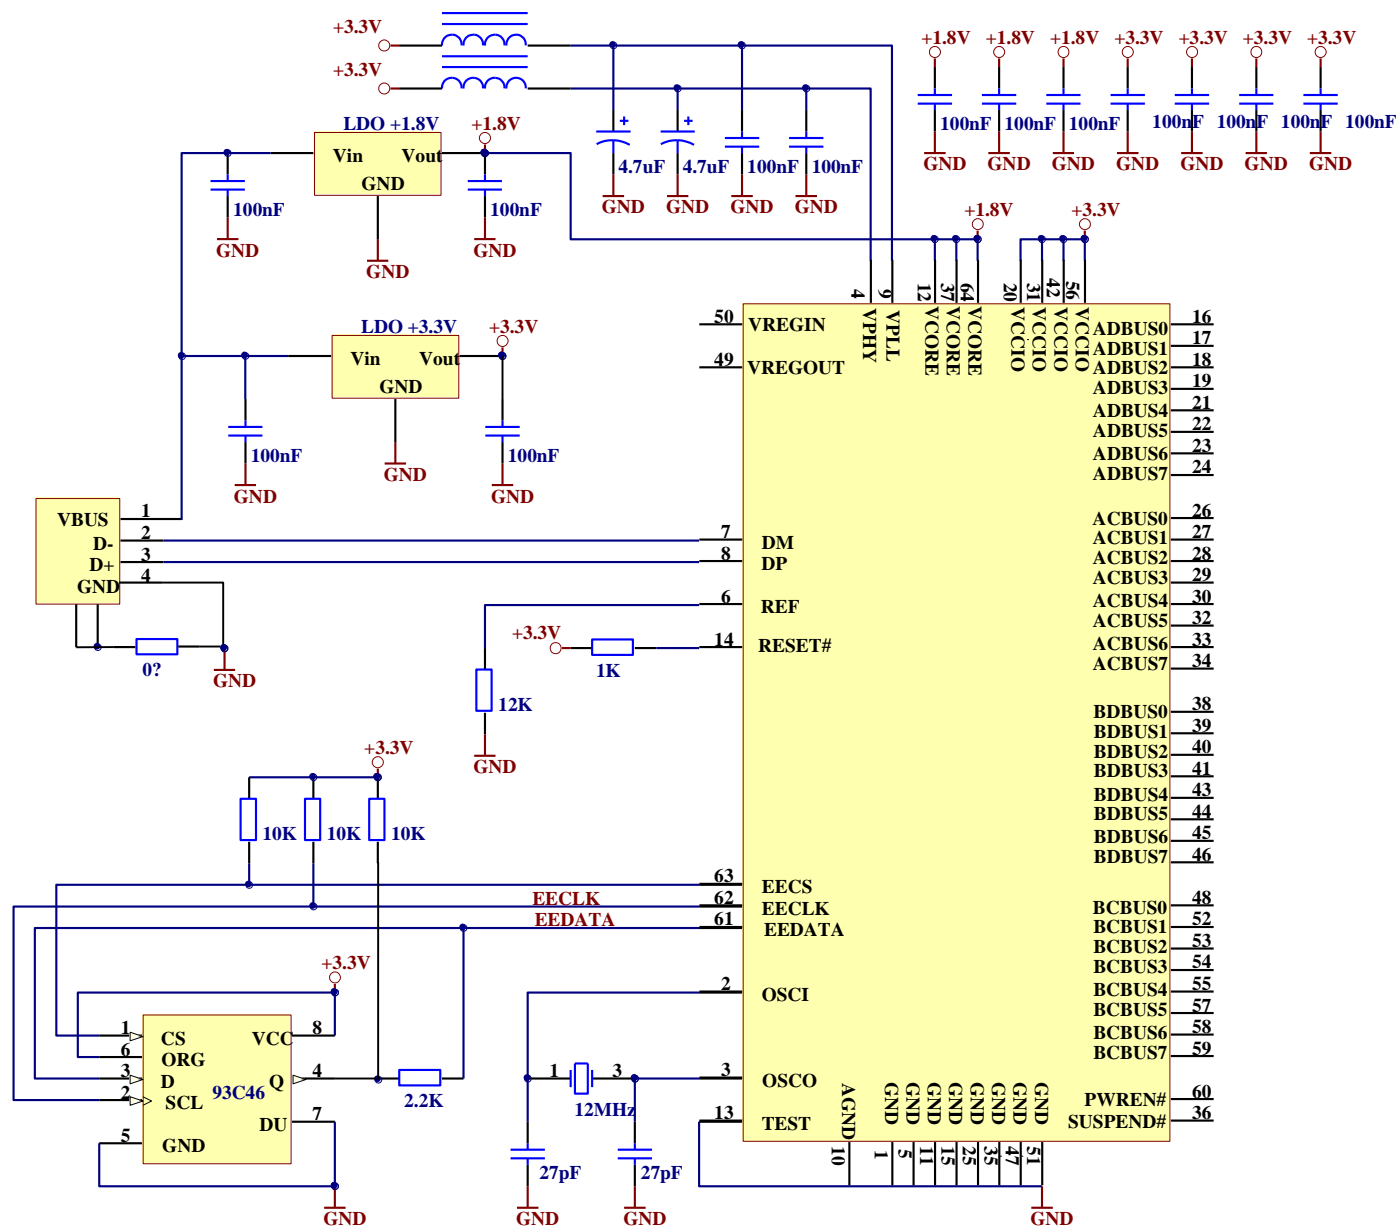 +3.3V
+3.3V
+1.8V +1.8V +1.8V +3.3V +3.3V +3.3V +3.3V
100nF 100nF 100nF 100nF 100nF 100nF 100nF
GND GND GND GND GND GND GND
+ +
4.7uF 4.7uF 100nF 100nF
GND GND GND GND
LDO +1.8V
+1.8V
Vin Vout
GND
100nF 100nF
GND GND GND
LDO +3.3V
+3.3V
Vin Vout
GND
100nF 100nF
GND GND GND
+1.8V +3.3V
4 9 12 37 64 20 31 42 56
VPHY VPLL VCORE VCORE VCORE VCCIO VCCIO VCCIO VCCIO
50 VREGIN
49 VREGOUT
ADBUS0 16
ADBUS1 17
ADBUS2 18
ADBUS3 19
ADBUS4 21
ADBUS5 22
ADBUS6 23
ADBUS7 24
VBUS 1
D- 2
D+ 3
GND 4
0?
GND
7 DM
8 DP
6 REF
+3.3V 1K 14 RESET#
12K
GND
ACBUS0 26
ACBUS1 27
ACBUS2 28
ACBUS3 29
ACBUS4 30
ACBUS5 32
ACBUS6 33
ACBUS7 34
BDBUS0 38
BDBUS1 39
BDBUS2 40
BDBUS3 41
BDBUS4 43
BDBUS5 44
BDBUS6 45
BDBUS7 46
+3.3V
10K 10K 10K
63 EECS
EECLK 62 EECLK
EEDATA 61 EEDATA
BCBUS0 48
BCBUS1 52
BCBUS2 53
BCBUS3 54
BCBUS4 55
BCBUS5 57
BCBUS6 58
BCBUS7 59
PWREN# 60
SUSPEND# 36
+3.3V
1 CS VCC 8
6 ORG
3 D Q 4
2 SCL 93C46
DU 7
5 GND
2.2K
GND
2 OSCI
1 3
12MHz
3 OSCO
13 TEST
27pF 27pF
GND GND
AGND GND GND GND GND GND GND GND GND
10 1 5 11 15 25 35 47 51
GND